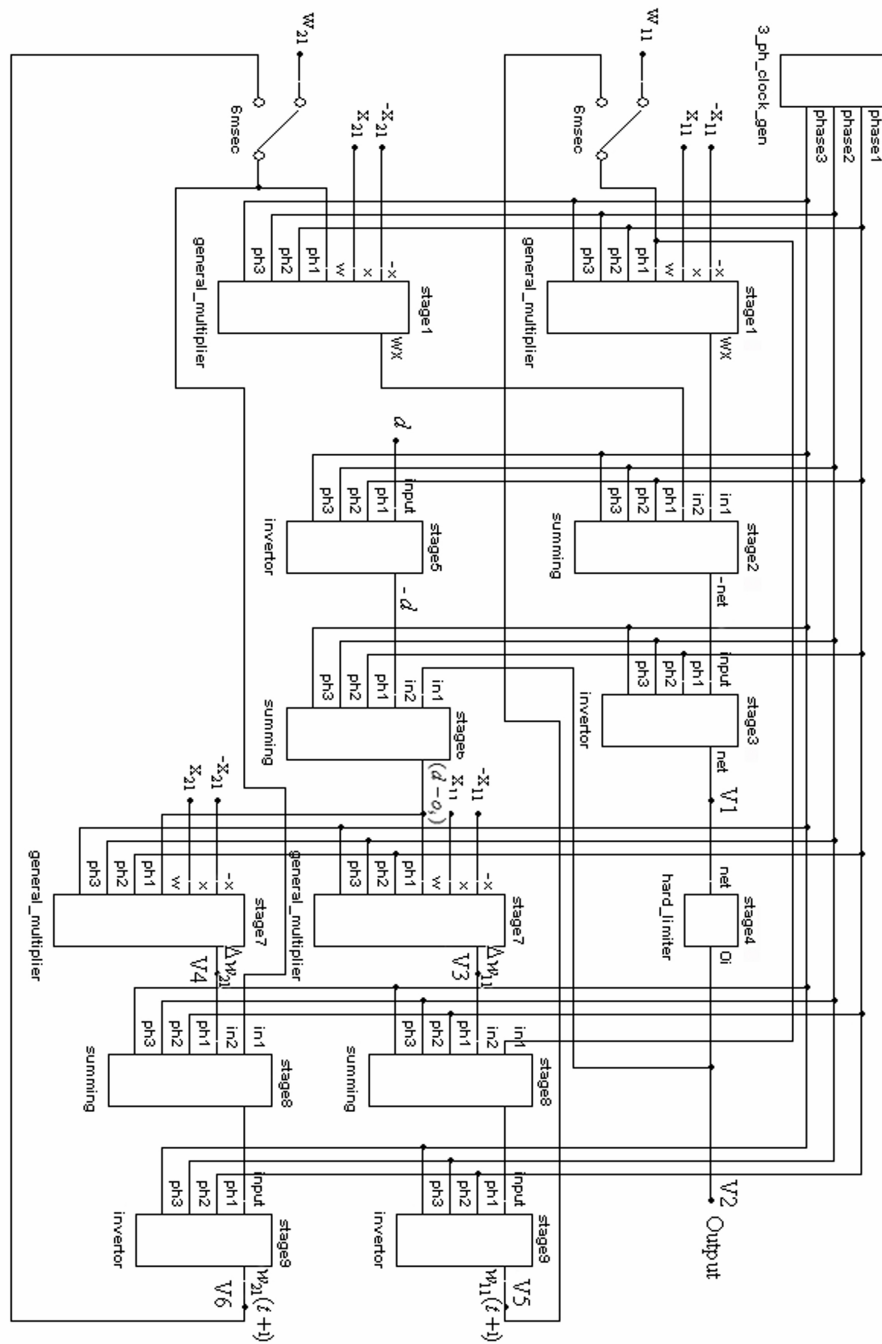 3_ph_clock_gen
phase1
phase2
phase3
W11
-X11
X11
6msec
W21
-X21
X21
6msec
stage1
-x
x
w
ph1
ph2
ph3
WX
general_multiplier
stage1
-x
x
w
ph1
ph2
ph3
WX
general_multiplier
stage2
in1
in2
ph1
ph2
ph3
-net
summing
d
stage5
input
ph1
ph2
ph3
-d
invertor
stage3
input
ph1
ph2
ph3
net
invertor
stage6
in1
in2
ph1
ph2
ph3
(d-oi)
summing
V1
stage4
net
Oi
hard_limiter
-X11
X11
stage7
-x
x
w
ph1
ph2
ph3
Δw11
V3
general_multiplier
-X21
X21
stage7
-x
x
w
ph1
ph2
ph3
Δw21
V4
general_multiplier
stage8
in1
in2
ph1
ph2
ph3
summing
stage8
in1
in2
ph1
ph2
ph3
summing
V2
Output
stage9
input
ph1
ph2
ph3
invertor
V5
w11(t+1)
stage9
input
ph1
ph2
ph3
invertor
V6
w21(t+1)